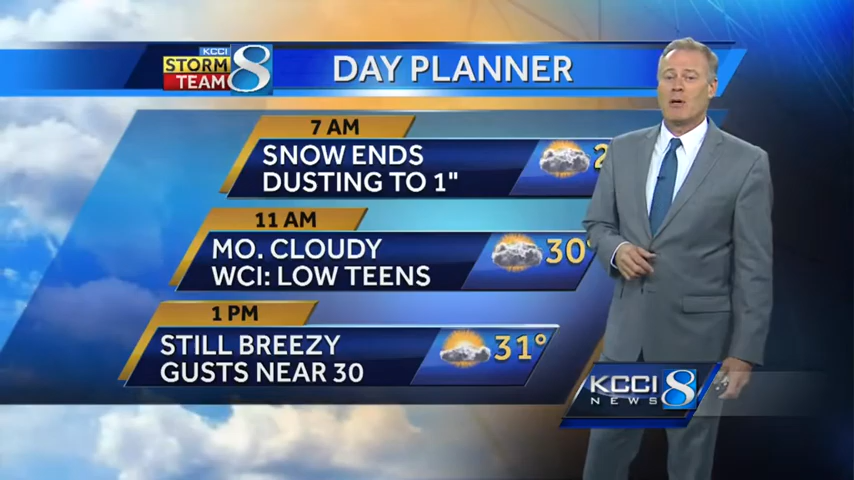 KCCI
STORM
TEAM 8
DAY PLANNER
7 AM
SNOW ENDS
DUSTING TO 1"
11 AM
MO. CLOUDY
WCI: LOW TEENS
30°
1 PM
STILL BREEZY
GUSTS NEAR 30
31°
KCCI 8
NEWS